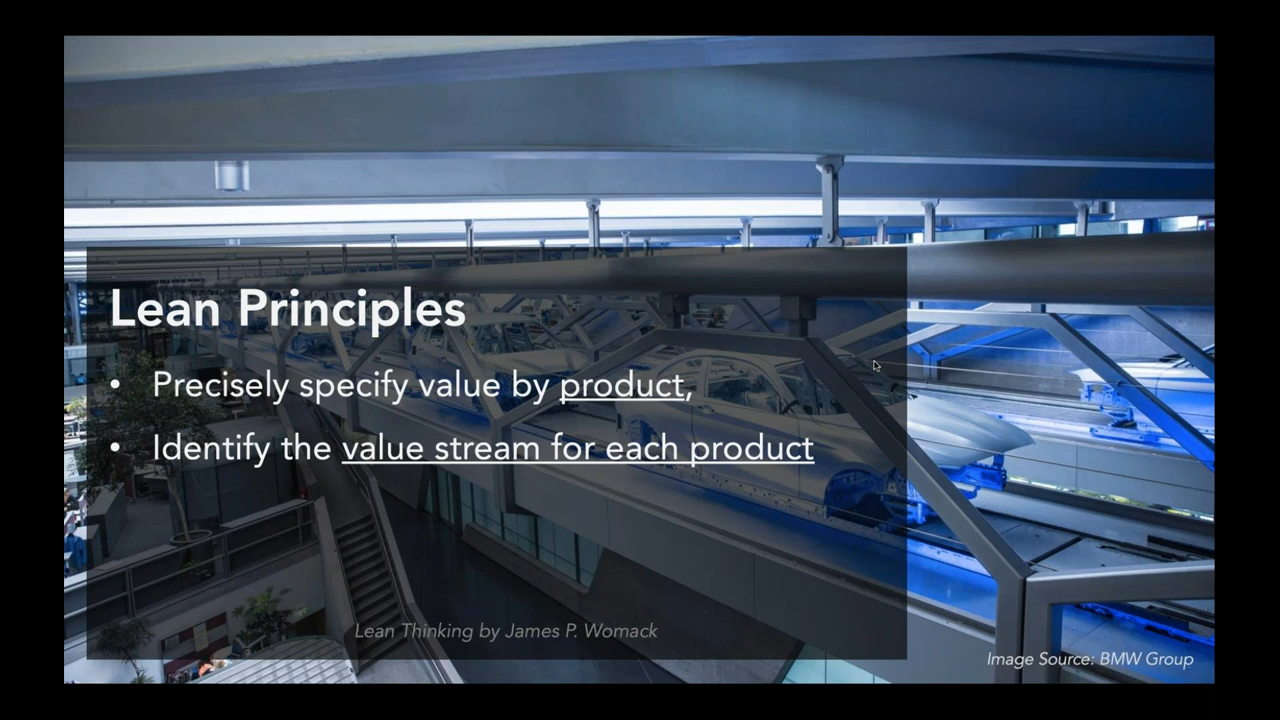 Lean Principles
• Precisely specify value by product,
• Identify the value stream for each product
Lean Thinking by James P. Womack
Image Source: BMW Group